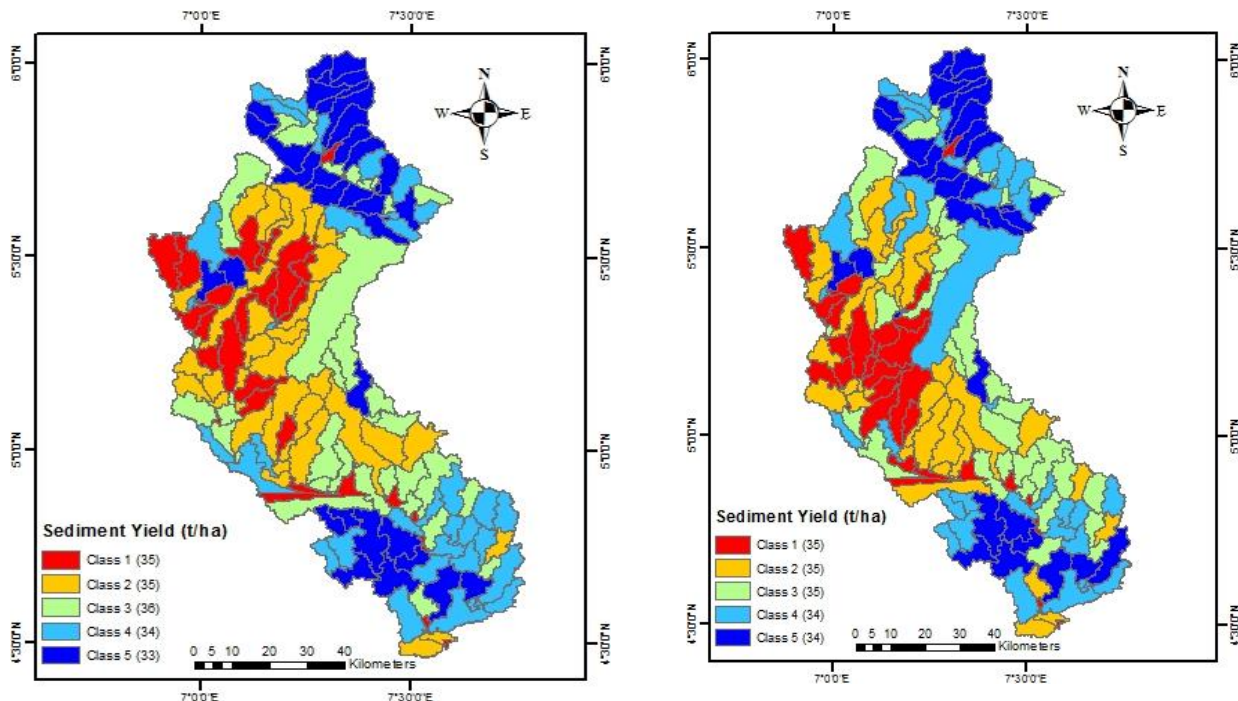 7°0'0"E 7°30'0"E
6°0'0"N 6°0'0"N
N
W E
S
5°30'0"N 5°30'0"N
5°0'0"N 5°0'0"N
4°30'0"N 4°30'0"N
Sediment Yield (t/ha)
Class 1 (35)
Class 2 (35)
Class 3 (36)
Class 4 (34)
Class 5 (33)
0 5 10 20 30 40
Kilometers
7°0'0"E 7°30'0"E
7°0'0"E 7°30'0"E
6°0'0"N 6°0'0"N
N
W E
S
5°30'0"N 5°30'0"N
5°0'0"N 5°0'0"N
4°30'0"N 4°30'0"N
Sediment Yield (t/ha)
Class 1 (35)
Class 2 (35)
Class 3 (35)
Class 4 (34)
Class 5 (34)
0 5 10 20 30 40
Kilometers
7°0'0"E 7°30'0"E